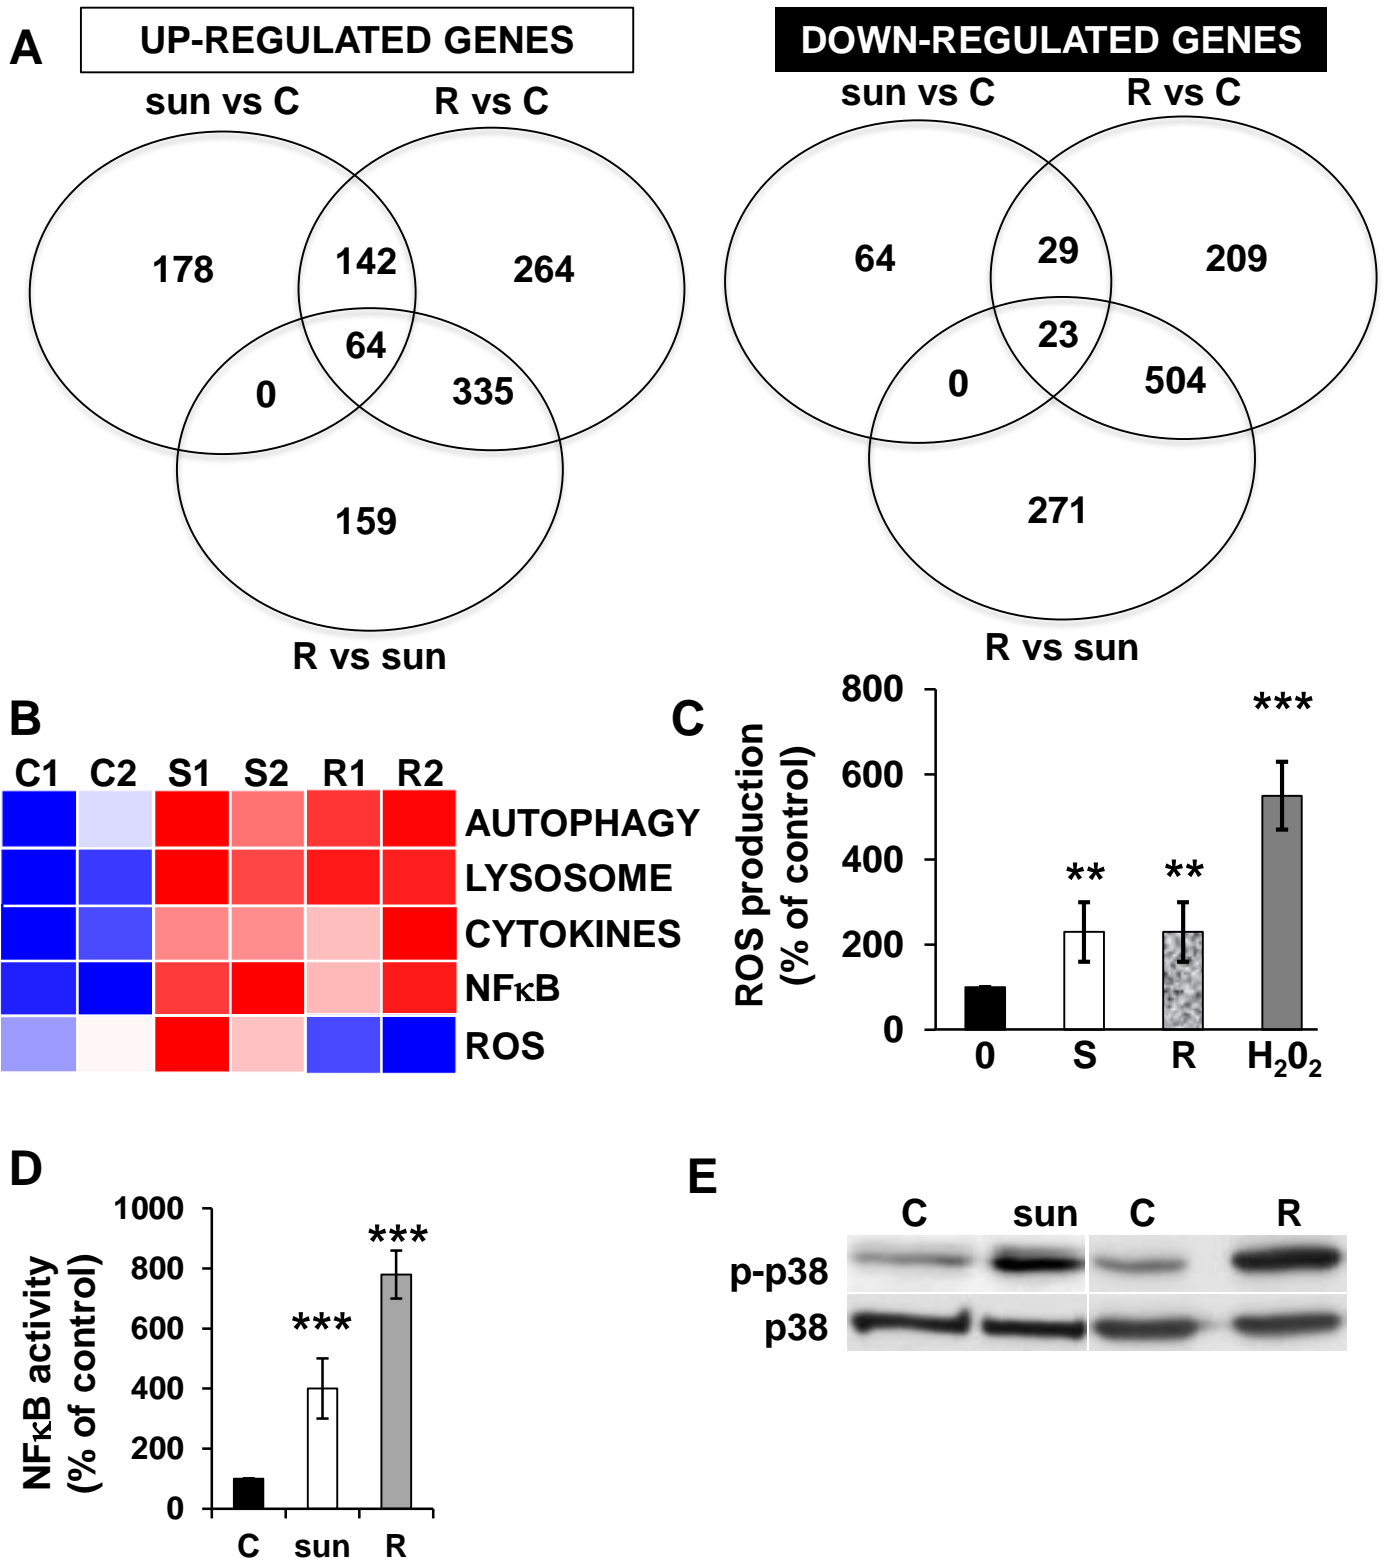 A
UP-REGULATED GENES
DOWN-REGULATED GENES
sun vs C
R vs C
178
142
264
64
0
335
159
R vs sun
sun vs C
R vs C
64
29
209
23
0
504
271
R vs sun
B
C1 C2 S1 S2 R1 R2
AUTOPHAGY
LYSOSOME
CYTOKINES
NFκB
ROS
C
ROS production
(% of control)
800
600
400
200
0
**
**
***
0 S R H₂0₂
D
NFκB activity
(% of control)
1000
800
600
400
200
0
***
***
C sun R
E
C sun C R
p-p38
p38